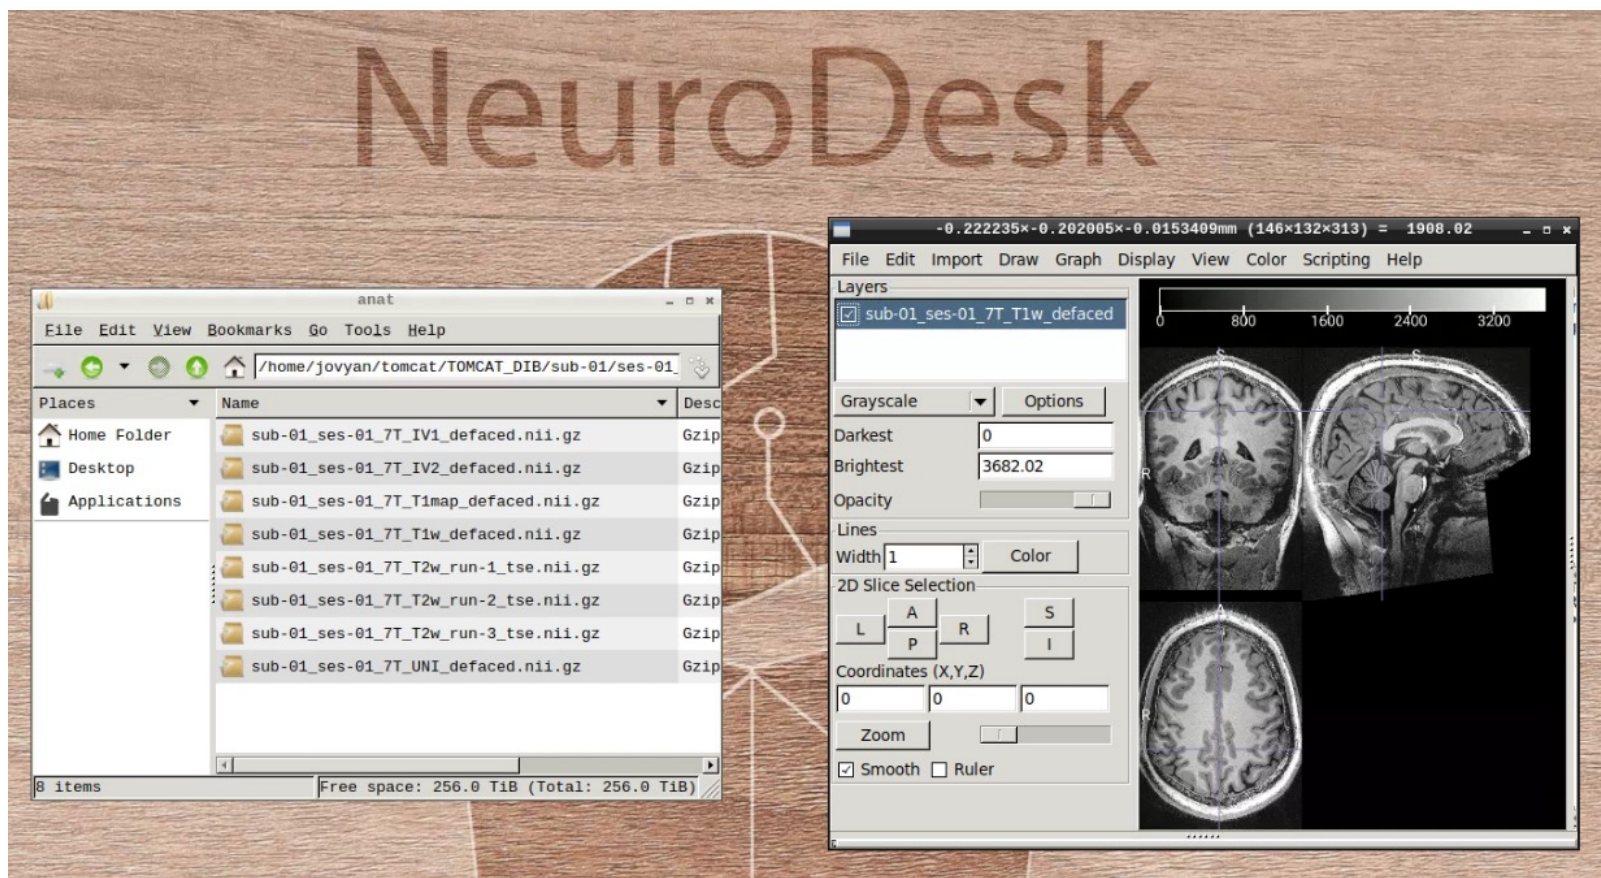 NeuroDesk
anat
File Edit View Bookmarks Go Tools Help
/home/jovyan/tomcat/TOMCAT_DIB/sub-01/ses-01_
Places
Home Folder
Desktop
Applications
Name Desc
sub-01_ses-01_7T_IV1_defaced.nii.gz Gzip
sub-01_ses-01_7T_IV2_defaced.nii.gz Gzip
sub-01_ses-01_7T_T1map_defaced.nii.gz Gzip
sub-01_ses-01_7T_T1w_defaced.nii.gz Gzip
sub-01_ses-01_7T_T2w_run-1_tse.nii.gz Gzip
sub-01_ses-01_7T_T2w_run-2_tse.nii.gz Gzip
sub-01_ses-01_7T_T2w_run-3_tse.nii.gz Gzip
sub-01_ses-01_7T_UNI_defaced.nii.gz Gzip
8 items
Free space: 256.0 TiB (Total: 256.0 TiB)
-0.222235×-0.202005×-0.0153409mm (146×132×313) = 1908.02
File Edit Import Draw Graph Display View Color Scripting Help
Layers
sub-01_ses-01_7T_T1w_defaced
Grayscale Options
Darkest 0
Brightest 3682.02
Opacity
Lines
Width 1 Color
2D Slice Selection
A S
L R
P I
Coordinates (X,Y,Z)
0 0 0
Zoom
Smooth Ruler
0 800 1600 2400 3200
S S
R A
A
R